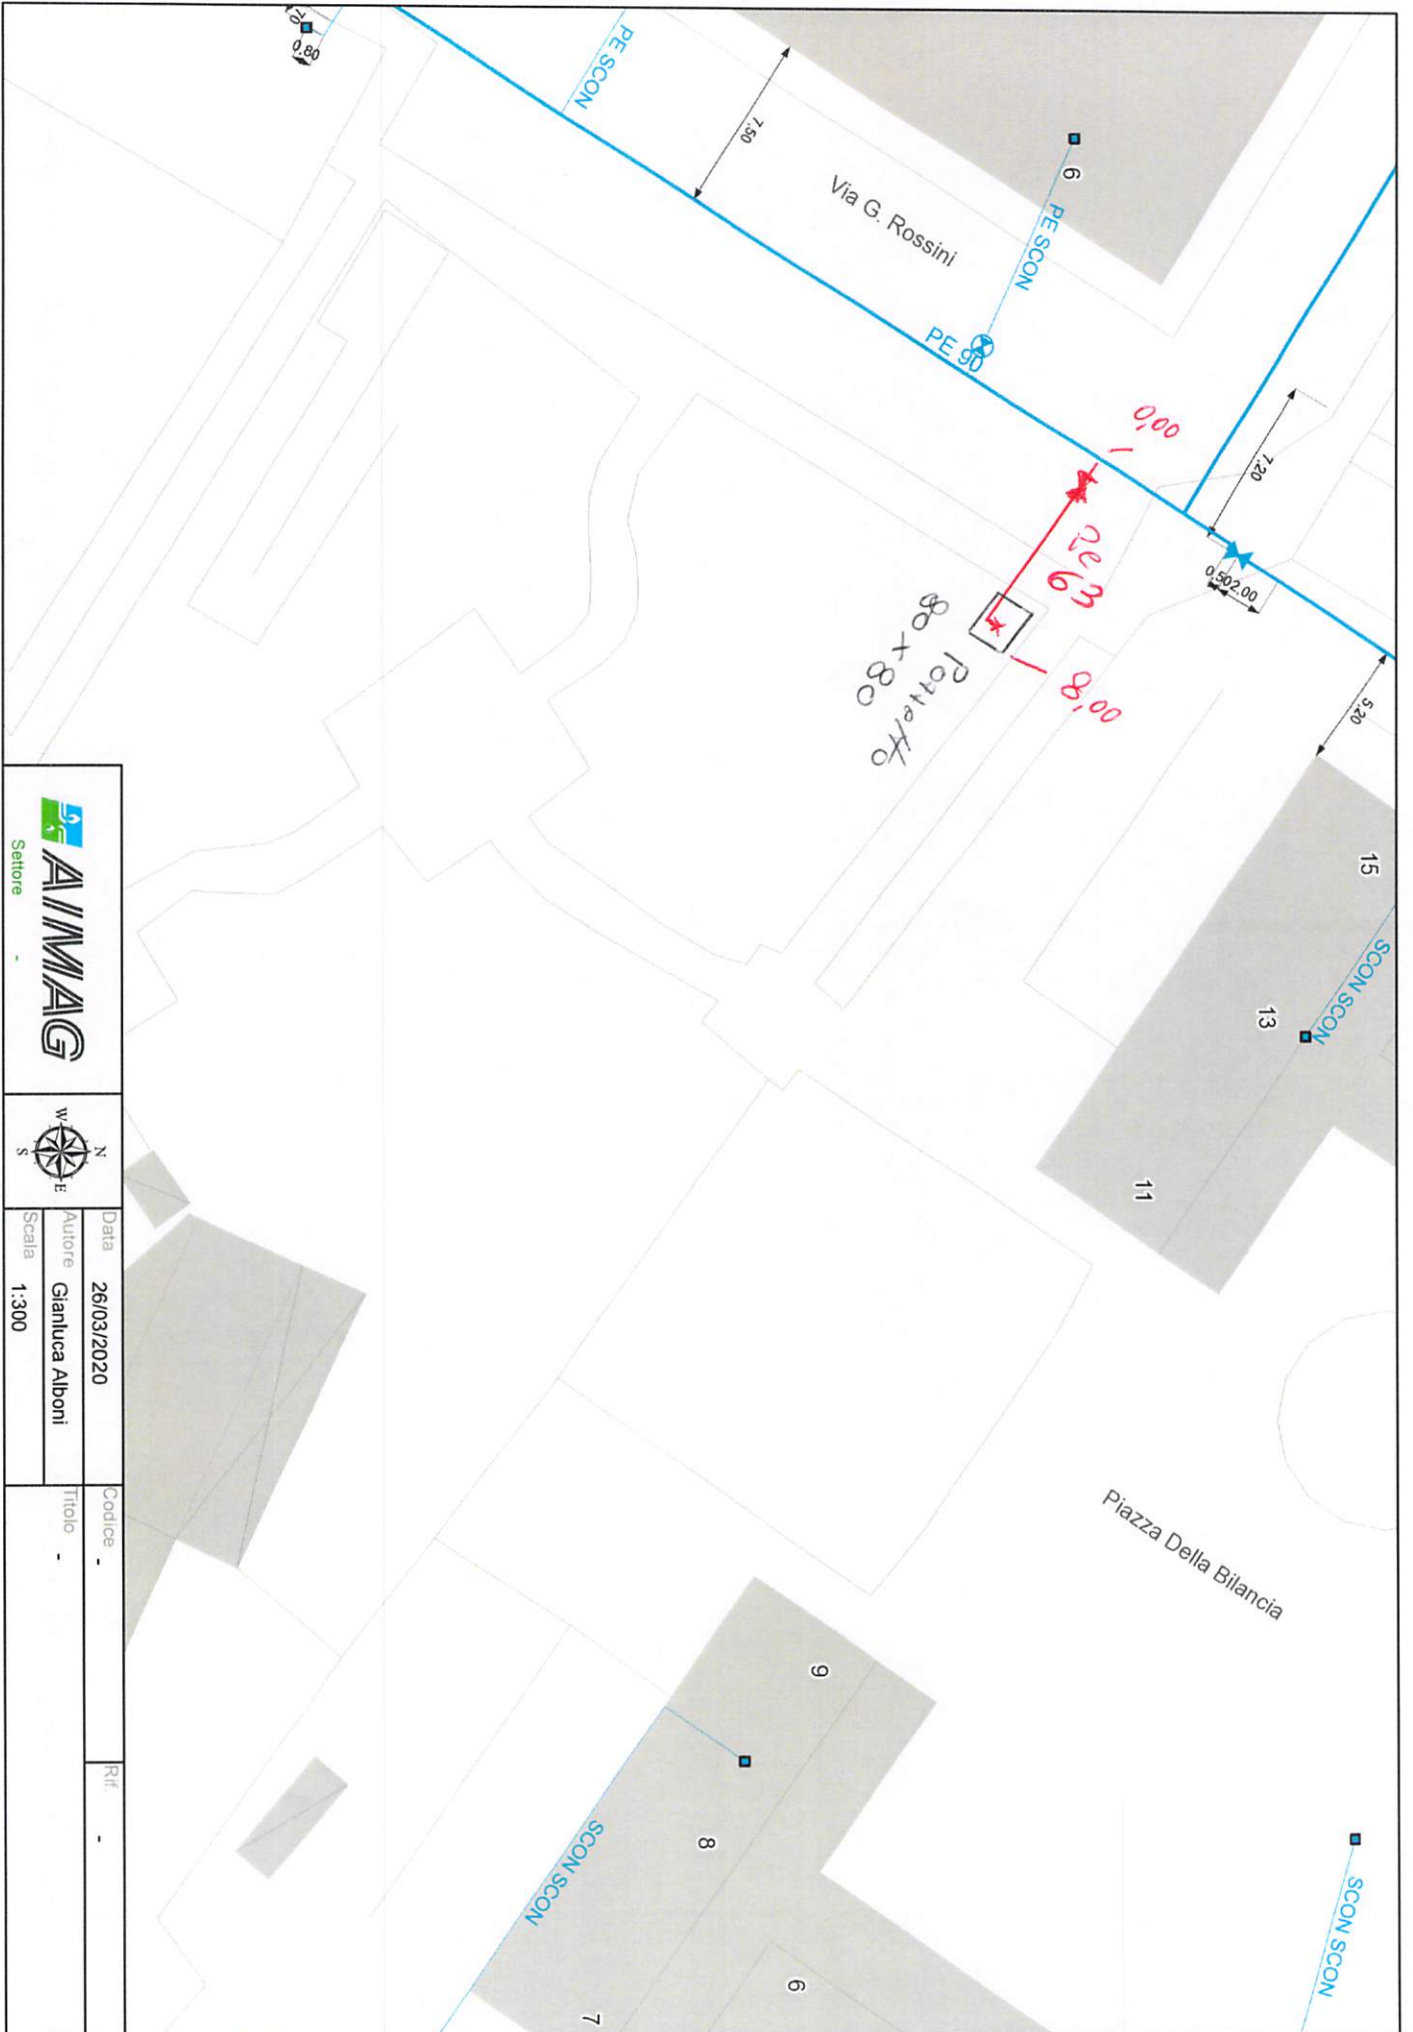 PE SCON
7,50
Via G. Rossini
6
PE SCON
PE 90
0,80
70
7,20
0,50
2,00
5,20
0,00
Pe
63
8,00
Pozzetto
80 x 80
15
SCON SCON
13
11
Piazza Della Bilancia
9
8
SCON SCON
6
7
SCON SCON
AIMAG
Settore -
N
W
E
S
Data 26/03/2020
Autore Gianluca Alboni
Scala 1:300
Codice -
Titolo -
Rif. -